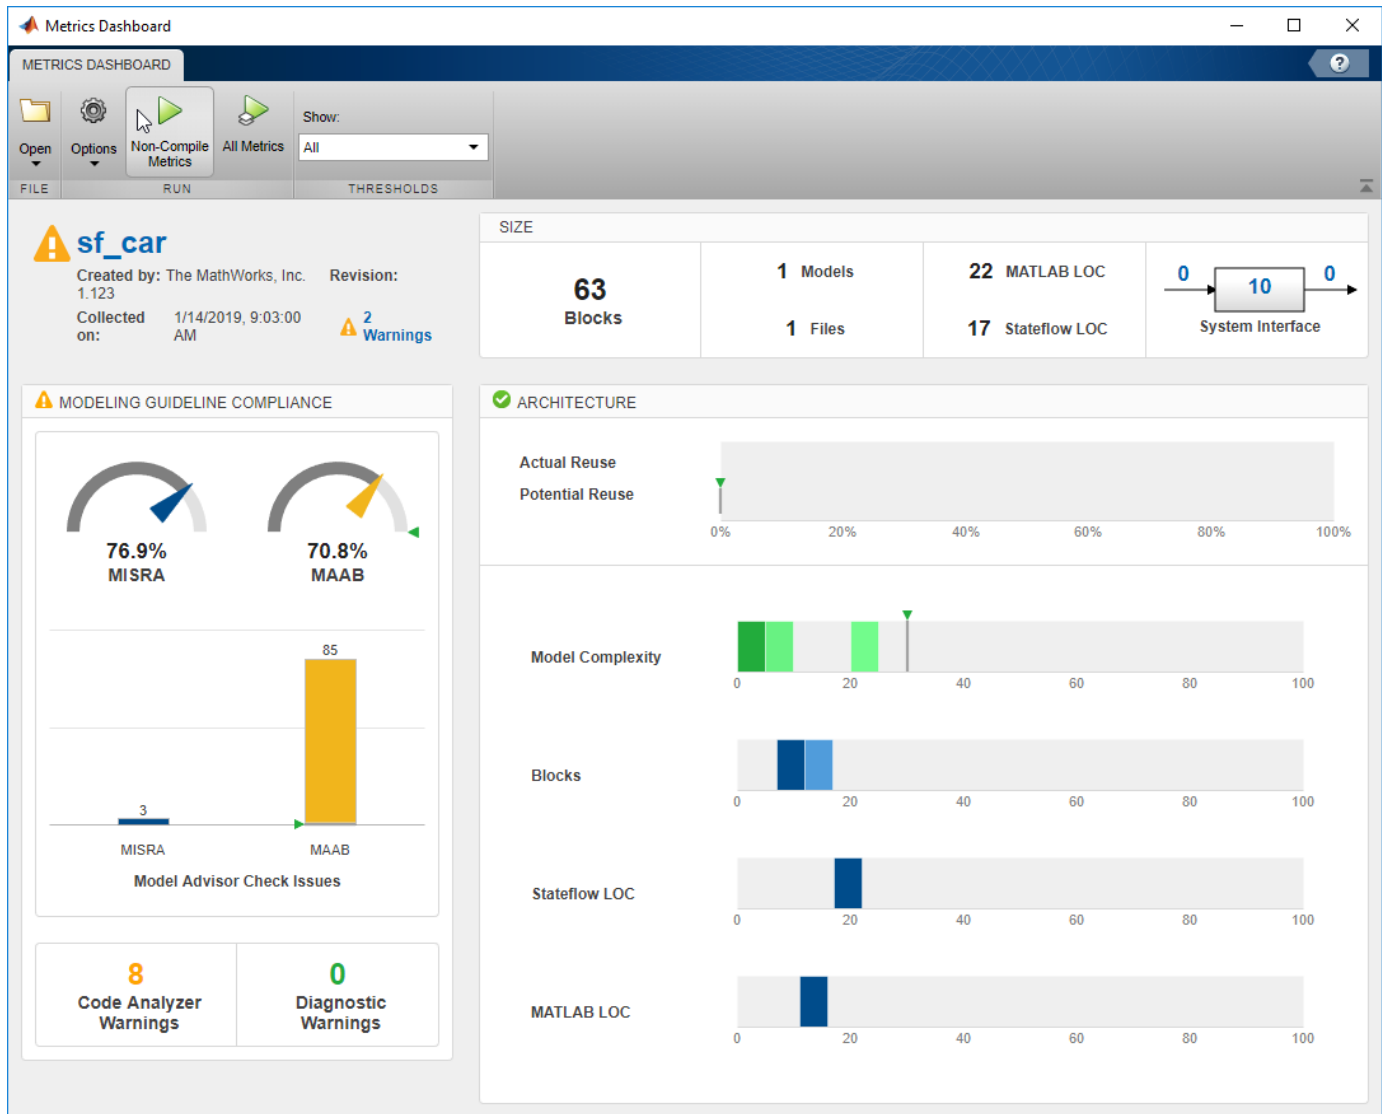 Metrics Dashboard
METRICS DASHBOARD
?
Open
Options
Non-Compile
Metrics
All Metrics
Show:
All
FILE
RUN
THRESHOLDS
sf_car
Created by: The MathWorks, Inc. Revision:
1.123
Collected 1/14/2019, 9:03:00
on: AM
2
Warnings
SIZE
63
Blocks
1 Models
1 Files
22 MATLAB LOC
17 Stateflow LOC
0 10 0
System Interface
MODELING GUIDELINE COMPLIANCE
76.9%
MISRA
70.8%
MAAB
85
3
MISRA MAAB
Model Advisor Check Issues
8
Code Analyzer
Warnings
0
Diagnostic
Warnings
ARCHITECTURE
Actual Reuse
Potential Reuse
0% 20% 40% 60% 80% 100%
Model Complexity
0 20 40 60 80 100
Blocks
0 20 40 60 80 100
Stateflow LOC
0 20 40 60 80 100
MATLAB LOC
0 20 40 60 80 100